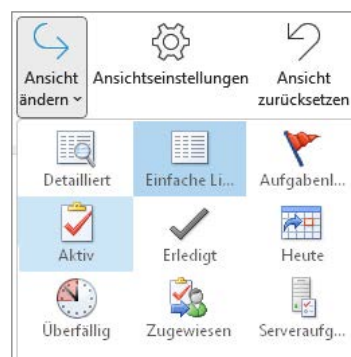 Ansicht ändern
Ansichtseinstellungen
Ansicht zurücksetzen
Detailliert
Einfache Li...
Aufgabenl...
Aktiv
Erledigt
Heute
Überfällig
Zugewiesen
Serveraufg...